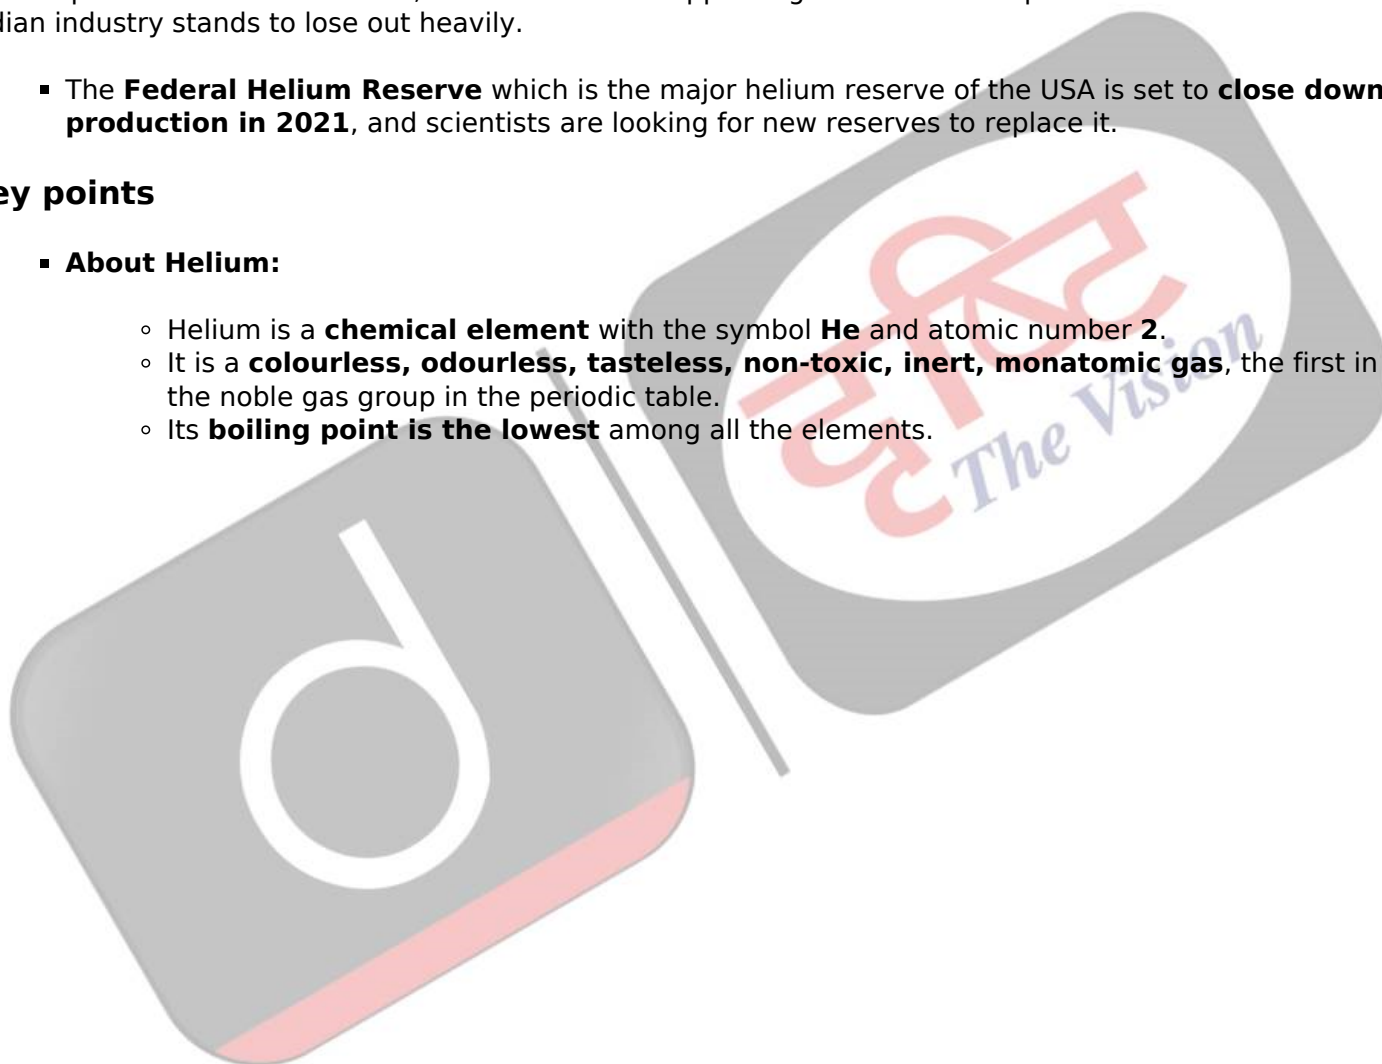 dian industry stands to lose out heavily.
▪ The Federal Helium Reserve which is the major helium reserve of the USA is set to close down
production in 2021, and scientists are looking for new reserves to replace it.
ey points
▪ About Helium:
◦ Helium is a chemical element with the symbol He and atomic number 2.
◦ It is a colourless, odourless, tasteless, non-toxic, inert, monatomic gas, the first in
the noble gas group in the periodic table.
◦ Its boiling point is the lowest among all the elements.
दृष्टि
The Vision
d